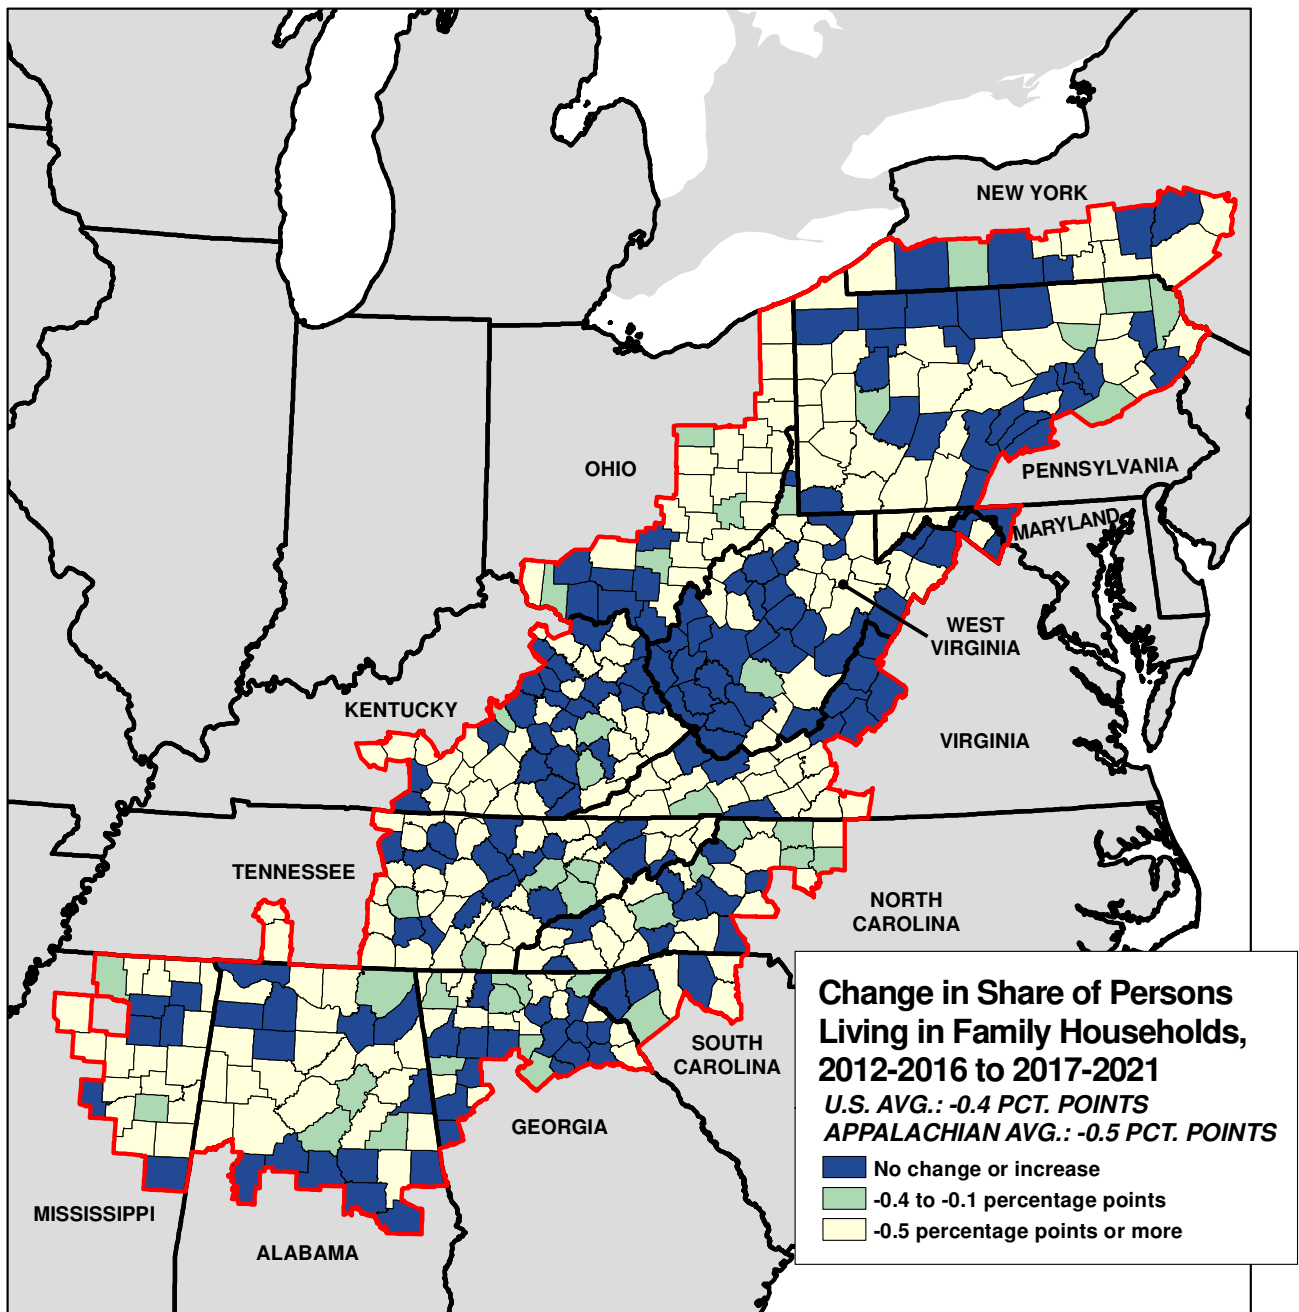 NEW YORK
OHIO
PENNSYLVANIA
MARYLAND
WEST
VIRGINIA
KENTUCKY
VIRGINIA
TENNESSEE
NORTH
CAROLINA
SOUTH
CAROLINA
GEORGIA
MISSISSIPPI
ALABAMA
Change in Share of Persons
Living in Family Households,
2012-2016 to 2017-2021
U.S. AVG.: -0.4 PCT. POINTS
APPALACHIAN AVG.: -0.5 PCT. POINTS
No change or increase
-0.4 to -0.1 percentage points
-0.5 percentage points or more